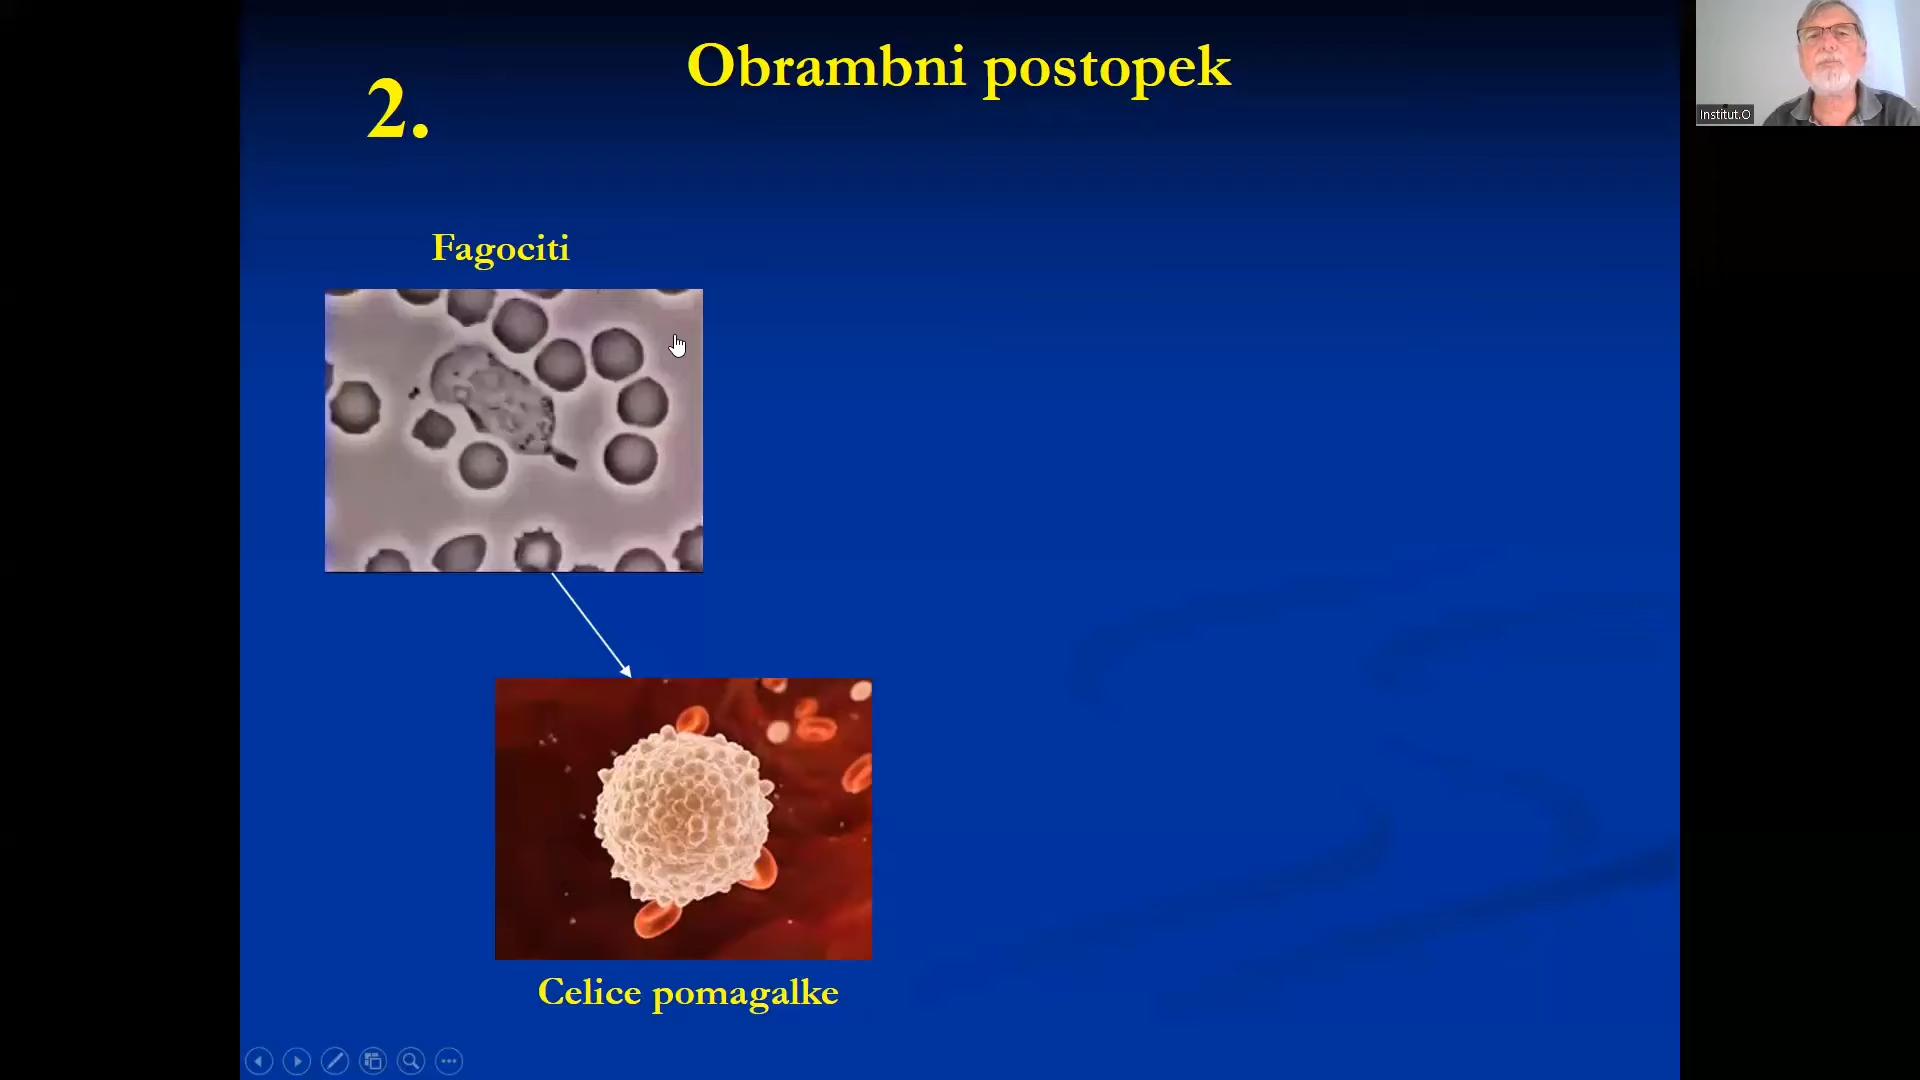 Obrambni postopek
2.
Fagociti
Celice pomagalke
Institut.O